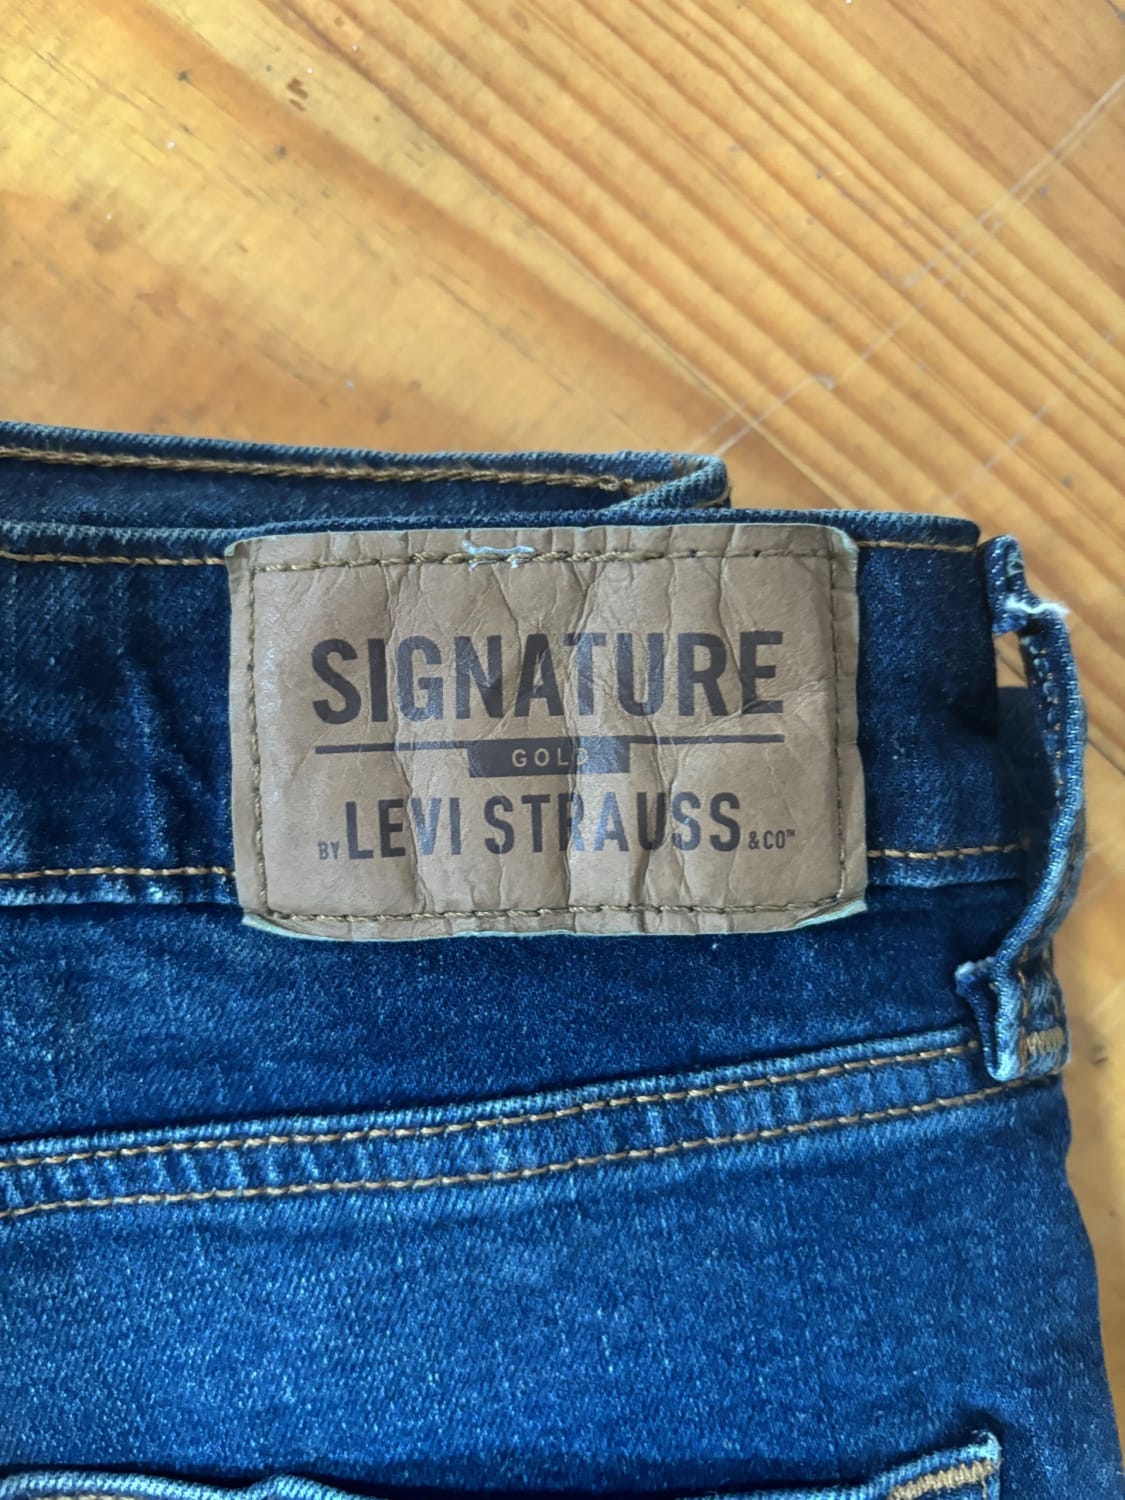 SIGNATURE
GOLD
BY LEVI STRAUSS & CO™